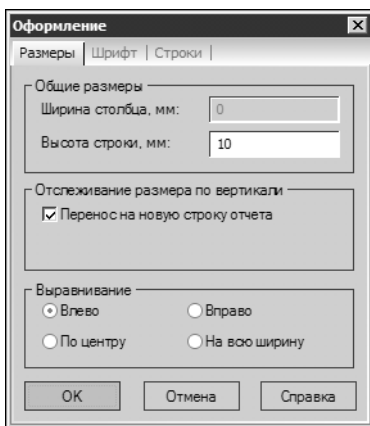 Оформление
Размеры | Шрифт | Строки |
Общие размеры
Ширина столбца, мм: 0
Высота строки, мм: 10
Отслеживание размера по вертикали
Перенос на новую строку отчета
Выравнивание
Влево Вправо
По центру На всю ширину
OK Отмена Справка